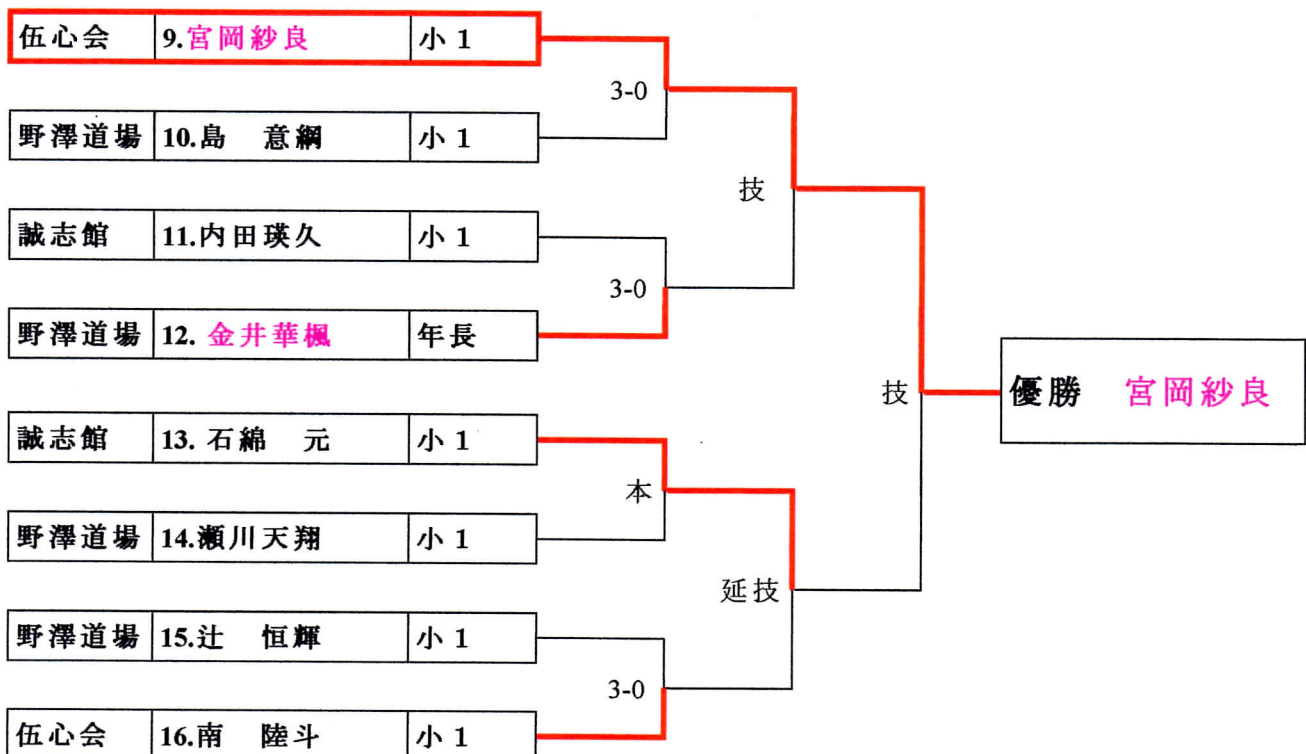 伍心会 9.宮岡紗良 小1
3-0
野澤道場 10.島 意綱 小1
技
誠志館 11.内田瑛久 小1
3-0
野澤道場 12. 金井華楓 年長
技
優勝 宮岡紗良
誠志館 13. 石綿 元 小1
本
野澤道場 14.瀬川天翔 小1
延技
野澤道場 15.辻 恒輝 小1
3-0
伍心会 16.南 陸斗 小1